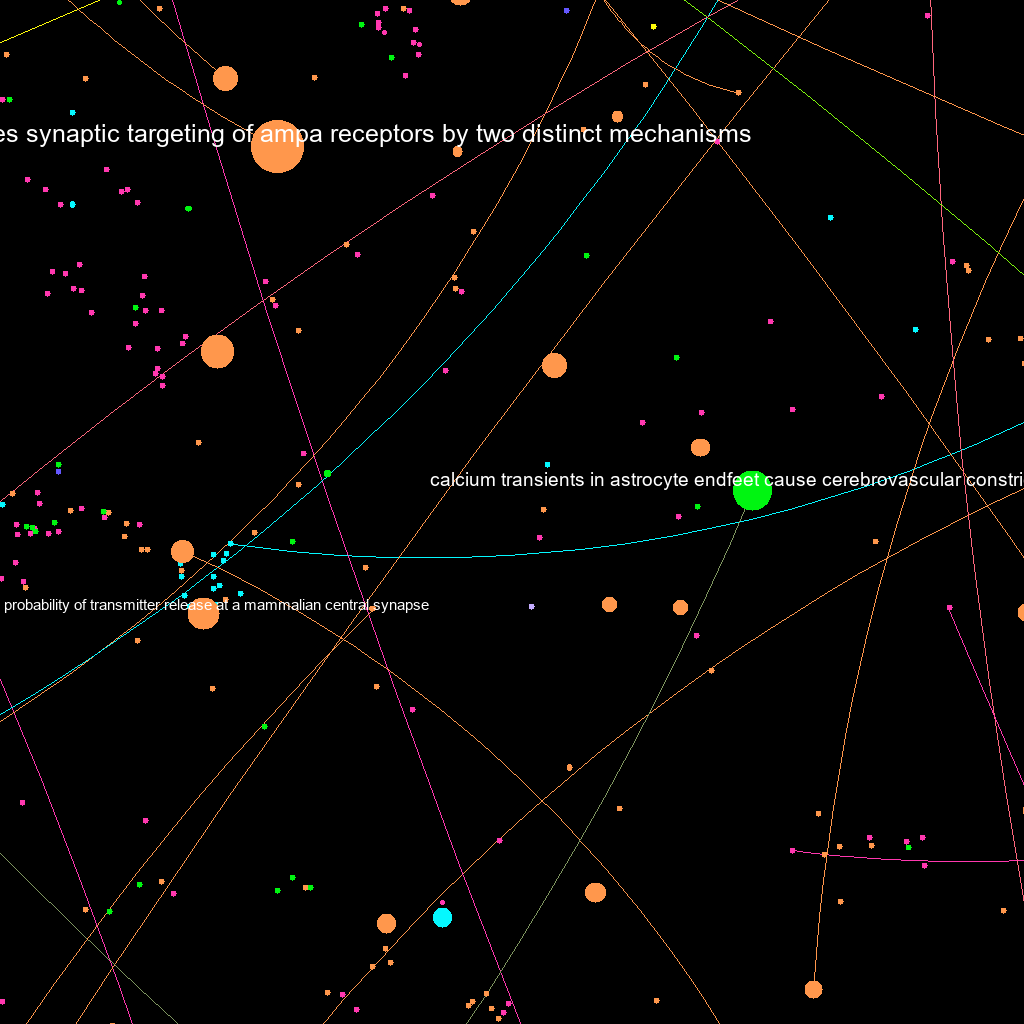 es synaptic targeting of ampa receptors by two distinct mechanisms
calcium transients in astrocyte endfeet cause cerebrovascular constri
probability of transmitter release at a mammalian central synapse